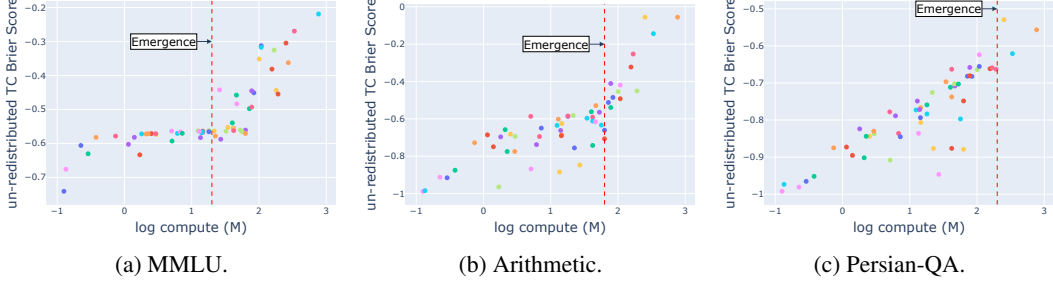 un-redistributed TC Brier Score
−0.2
−0.3
−0.4
−0.5
−0.6
−0.7
Emergence
−1
0
1
2
3
log compute (M)
(a) MMLU.
un-redistributed TC Brier Score
0
−0.2
−0.4
−0.6
−0.8
−1
Emergence
−1
0
1
2
3
log compute (M)
(b) Arithmetic.
un-redistributed TC Brier Score
−0.5
−0.6
−0.7
−0.8
−0.9
−1
Emergence
−1
0
1
2
3
log compute (M)
(c) Persian-QA.